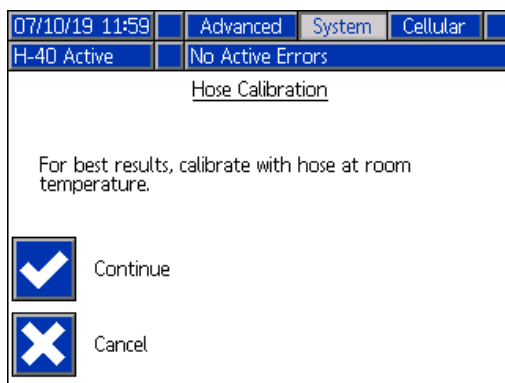 07/10/19 11:59 Advanced System Cellular
H-40 Active No Active Errors
Hose Calibration
For best results, calibrate with hose at room
temperature.
Continue
Cancel